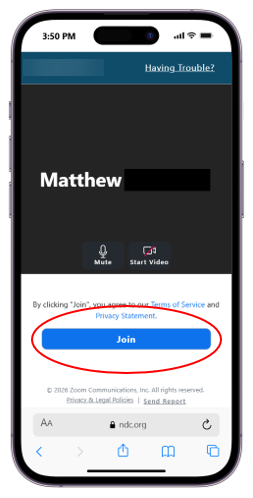 3:50 PM
Having Trouble?
Matthew
Mute Start Video
By clicking "Join", you agree to our Terms of Service and
Privacy Statement.
Join
© 2026 Zoom Communications, Inc. All rights reserved.
Privacy & Legal Policies | Send Report
AA ndc.org